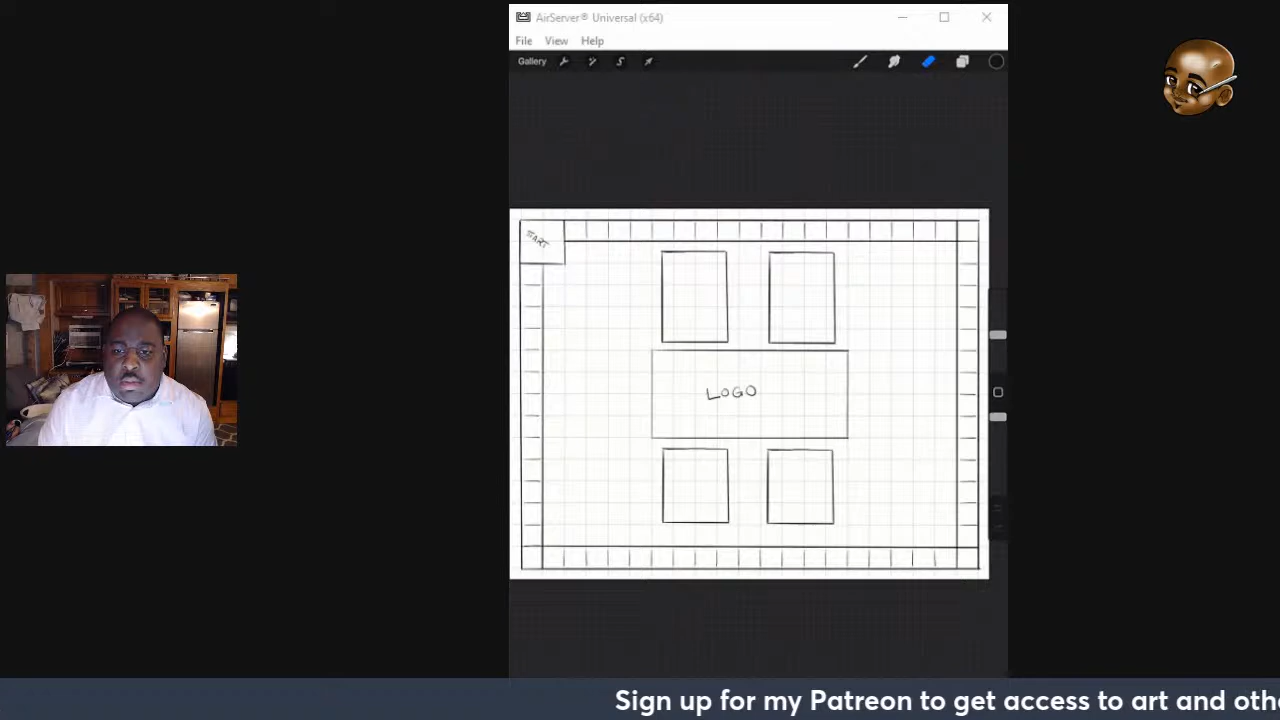 AirServer® Universal (x64)
File View Help
Gallery
START
LOGO
Sign up for my Patreon to get access to art and othe